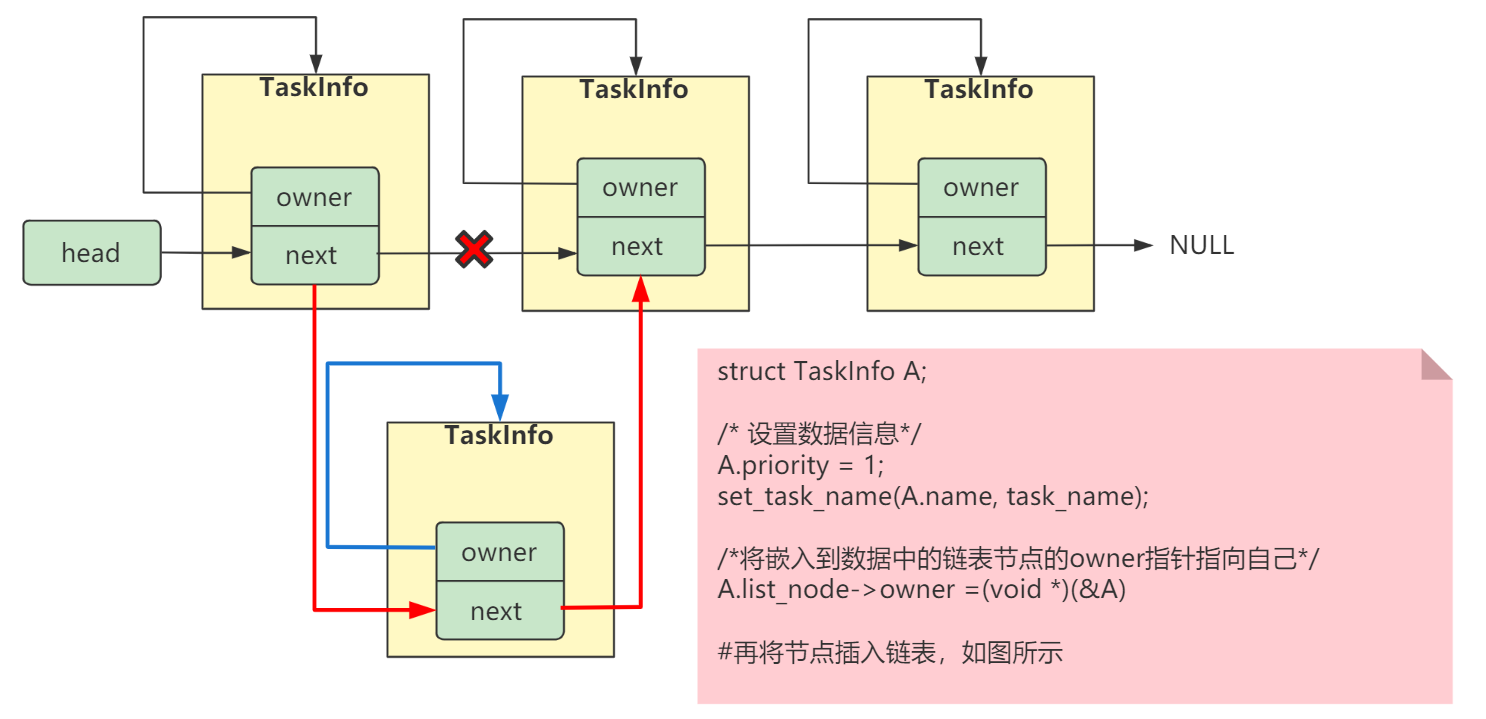 TaskInfo
TaskInfo
TaskInfo
owner
owner
owner
head
next
next
next
NULL
TaskInfo
owner
next
struct TaskInfo A;
/* 设置数据信息*/
A.priority = 1;
set_task_name(A.name, task_name);
/*将嵌入到数据中的链表节点的owner指针指向自己*/
A.list_node->owner =(void *)(&A)
#再将节点插入链表，如图所示